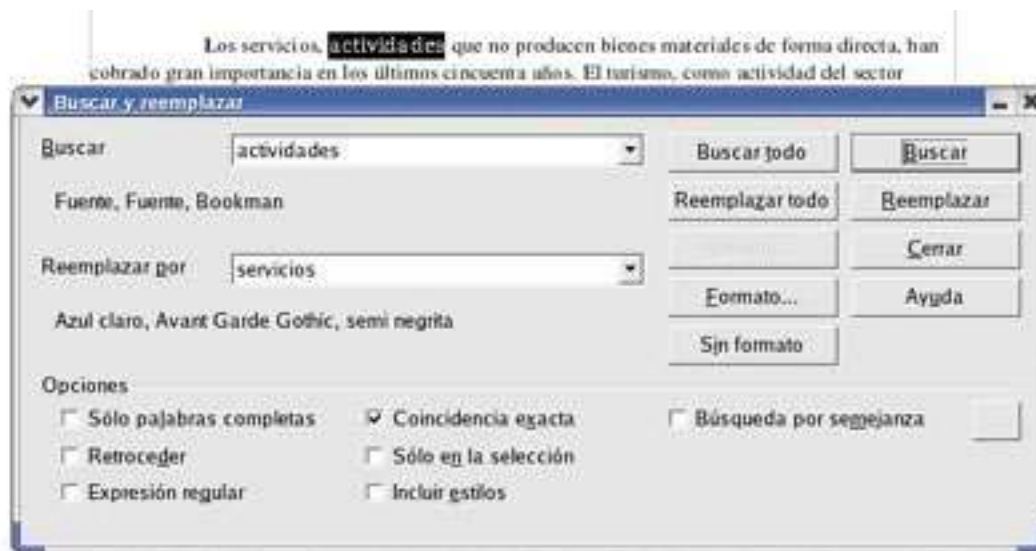 Los servicios, actividades que no producen bienes materiales de forma directa, han
cobrado gran importancia en los últimos cincuenta años. El turismo, como actividad del sector
Buscar y reemplazar
Buscar
actividades
Buscar todo
Buscar
Fuente, Fuente, Bookman
Reemplazar todo
Reemplazar
Reemplazar por
servicios
Cerrar
Formato...
Ayuda
Azul claro, Avant Garde Gothic, semi negrita
Sin formato
Opciones
Sólo palabras completas
Coincidencia exacta
Búsqueda por semejanza
Retroceder
Sólo en la selección
Expresión regular
Incluir estilos